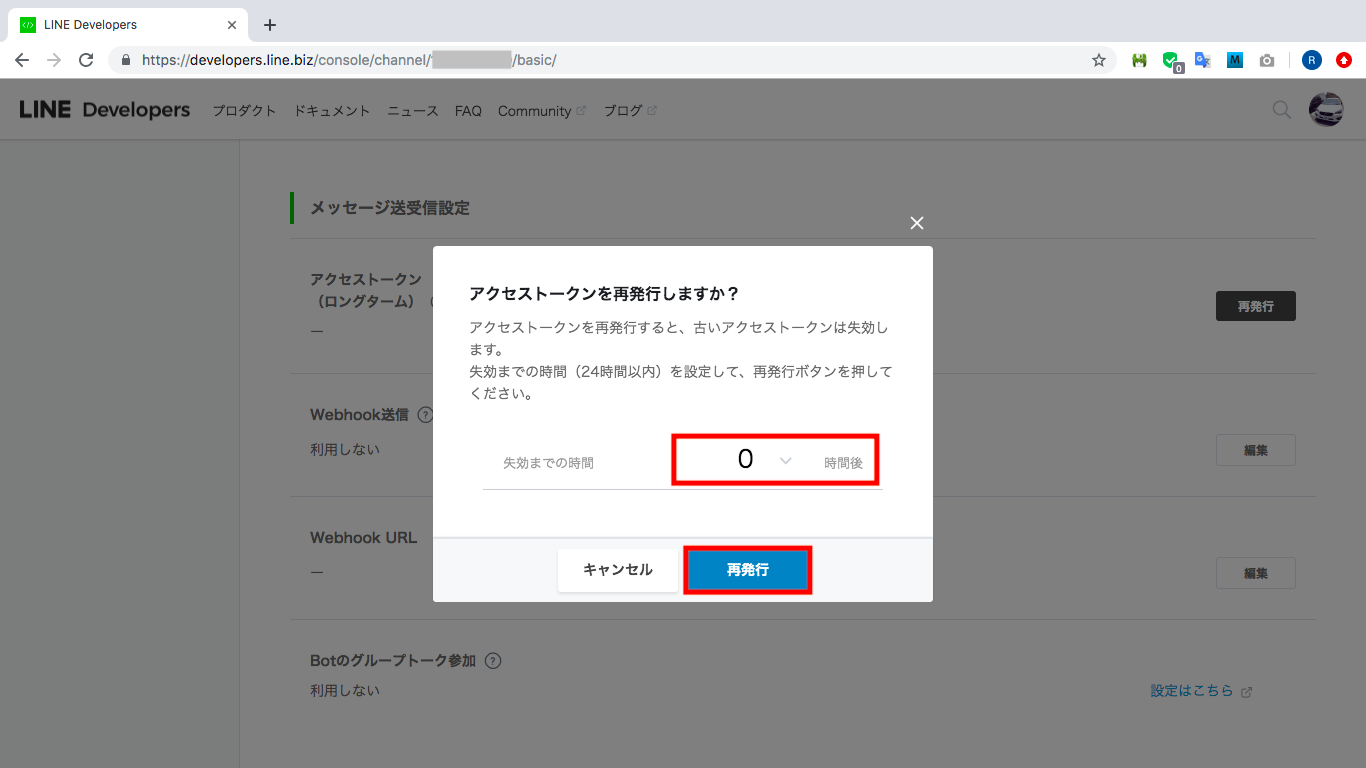 LINE Developers
https://developers.line.biz/console/channel/ /basic/
0
M
R
LINE Developers プロダクト ドキュメント ニュース FAQ Community ブログ
メッセージ送受信設定
アクセストークン
（ロングターム）
—
再発行
Webhook送信 ?
利用しない
編集
Webhook URL
—
編集
Botのグループトーク参加 ?
利用しない
設定はこちら
アクセストークンを再発行しますか？
アクセストークンを再発行すると、古いアクセストークンは失効し
ます。
失効までの時間（24時間以内）を設定して、再発行ボタンを押して
ください。
失効までの時間 0 時間後
キャンセル 再発行